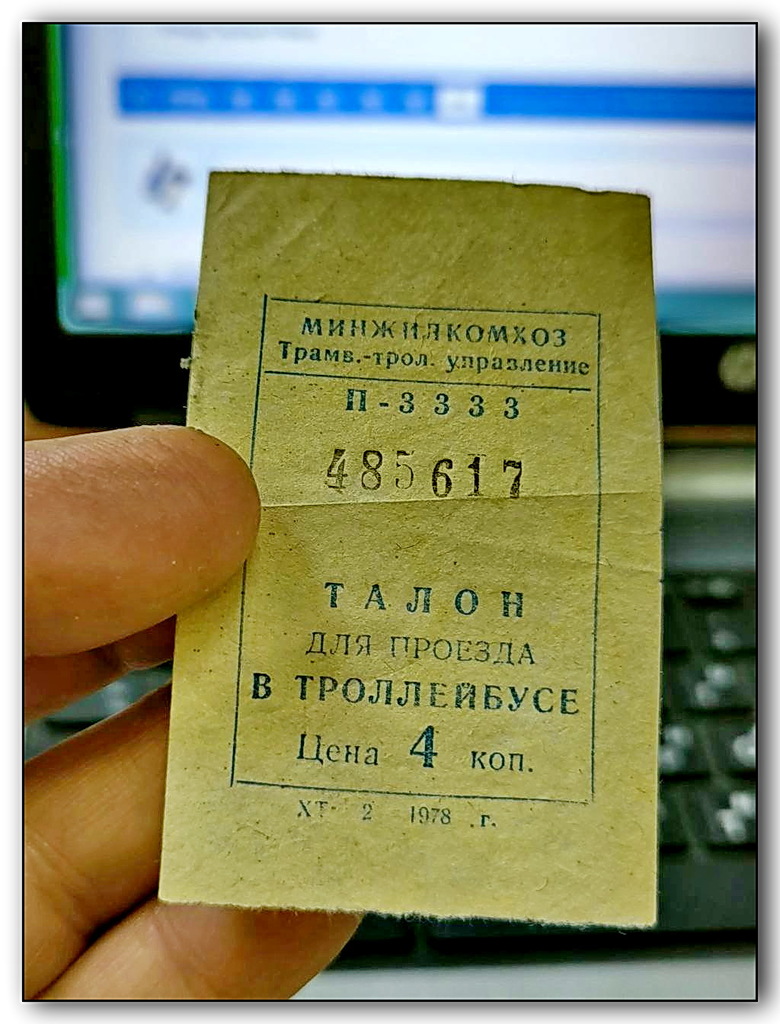 МИНЖИЛКОМХОЗ
Трамв.-трол. управление
П-3333
485617
ТАЛОН
ДЛЯ ПРОЕЗДА
В ТРОЛЛЕЙБУСЕ
Цена 4 коп.
ХТ 2 1978 г.